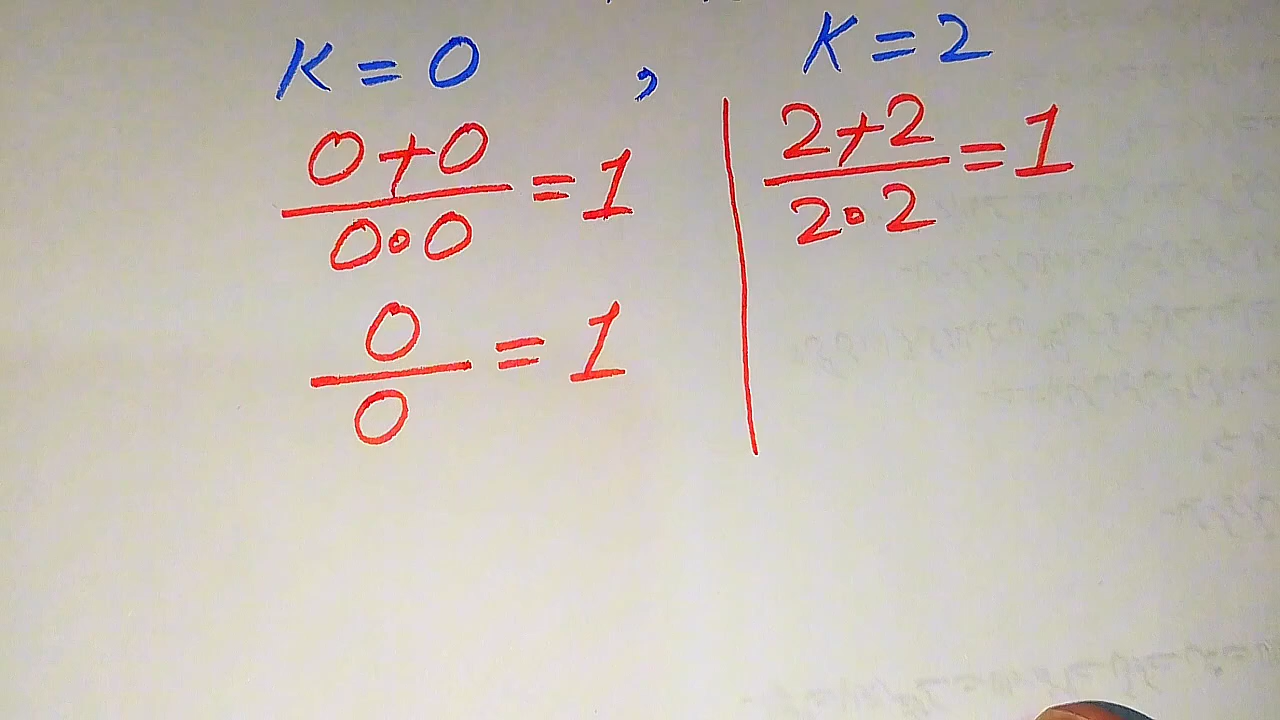 K = 0 , K = 2
0+0/0•0 = 1
0/0 = 1
2+2/2•2 = 1